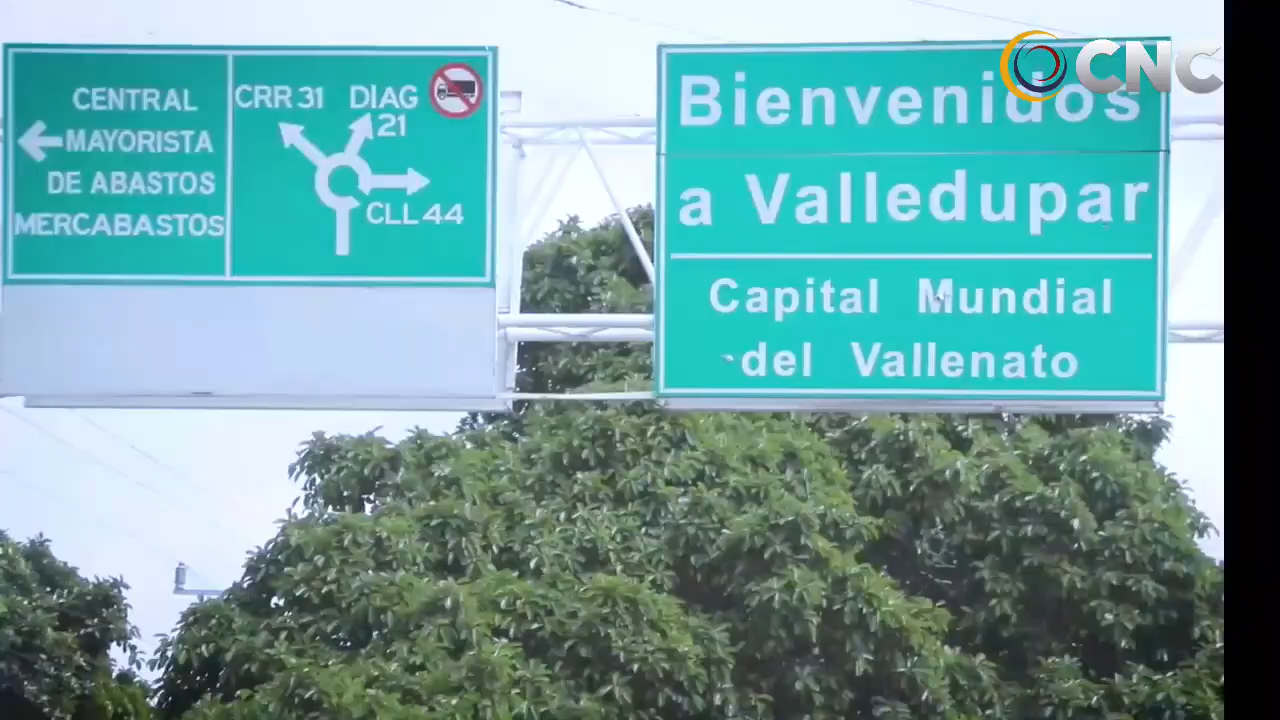 CENTRAL
MAYORISTA
DE ABASTOS
MERCABASTOS
CRR 31 DIAG
21
CLL 44
Bienvenidos
a Valledupar
Capital Mundial
del Vallenato
CNC